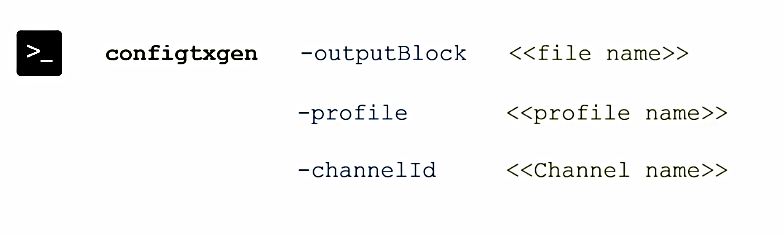 >_ configtxgen -outputBlock <<file name>>
-profile <<profile name>>
-channelId <<Channel name>>